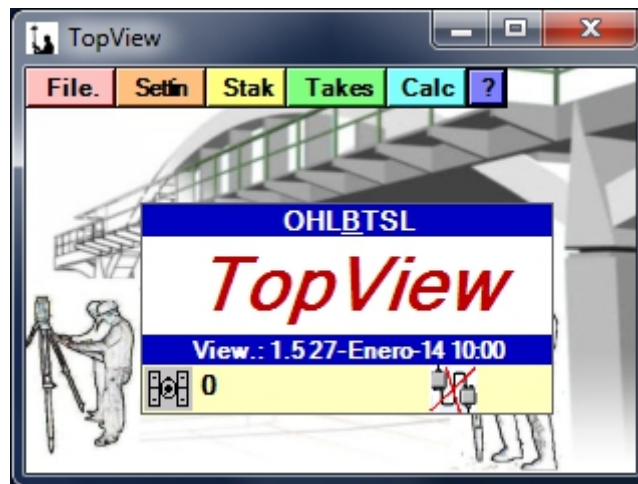 TopView
File. Settin Stak Takes Calc ?
OHLBTSL
TopView
View.: 1.5 27-Enero-14 10:00
0